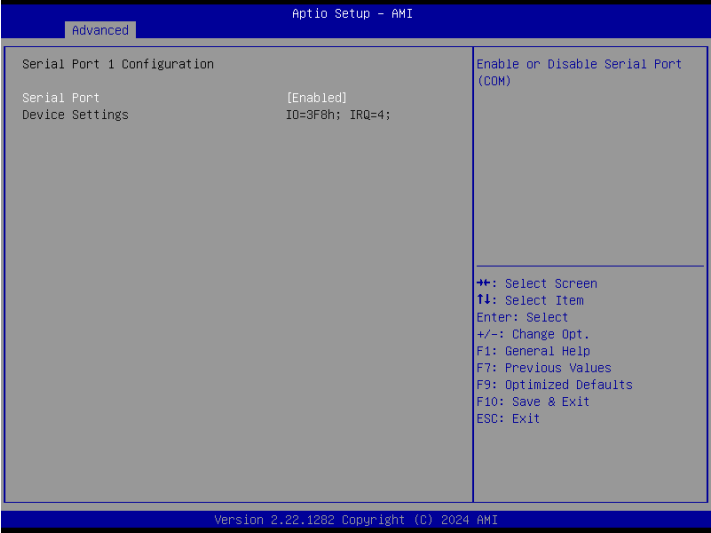 Aptio Setup – AMI
Advanced
Serial Port 1 Configuration
Serial Port [Enabled]
Device Settings IO=3F8h; IRQ=4;
Enable or Disable Serial Port
(COM)
→←: Select Screen
↑↓: Select Item
Enter: Select
+/-: Change Opt.
F1: General Help
F7: Previous Values
F9: Optimized Defaults
F10: Save & Exit
ESC: Exit
Version 2.22.1282 Copyright (C) 2024 AMI